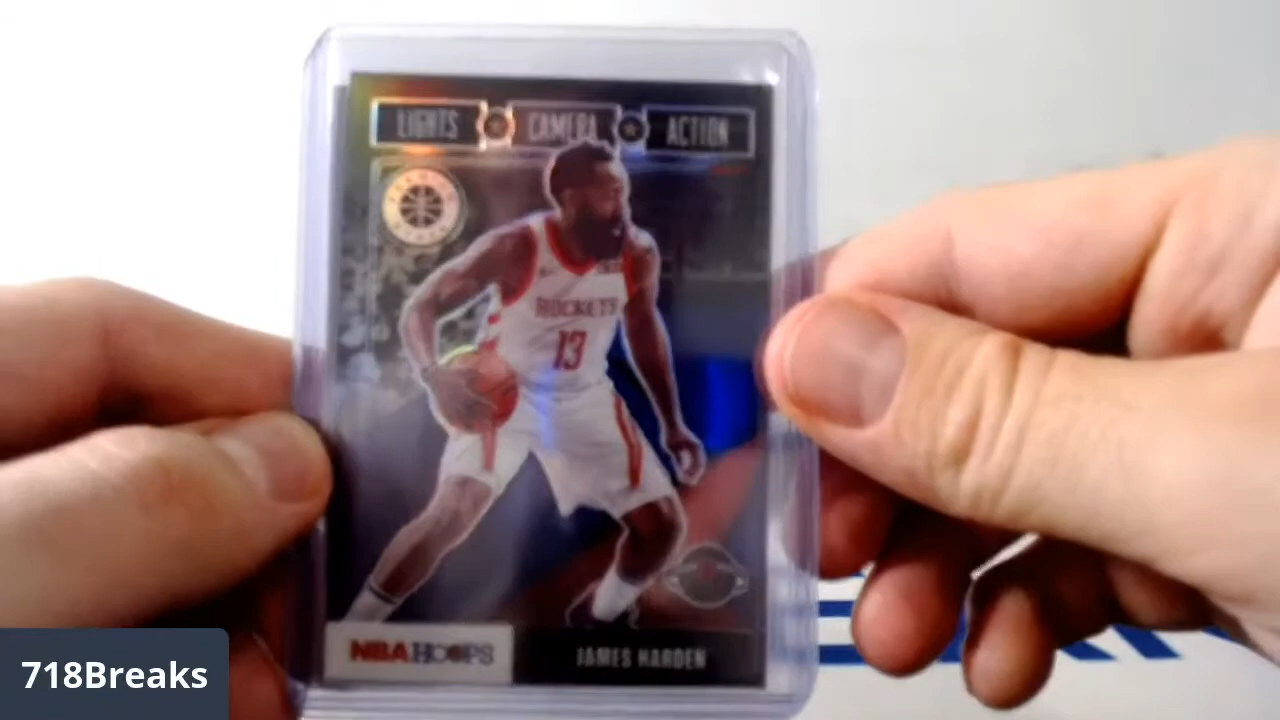 LIGHTS CAMERA ACTION
ROCKETS
13
NBA HOOPS
JAMES HARDEN
718Breaks